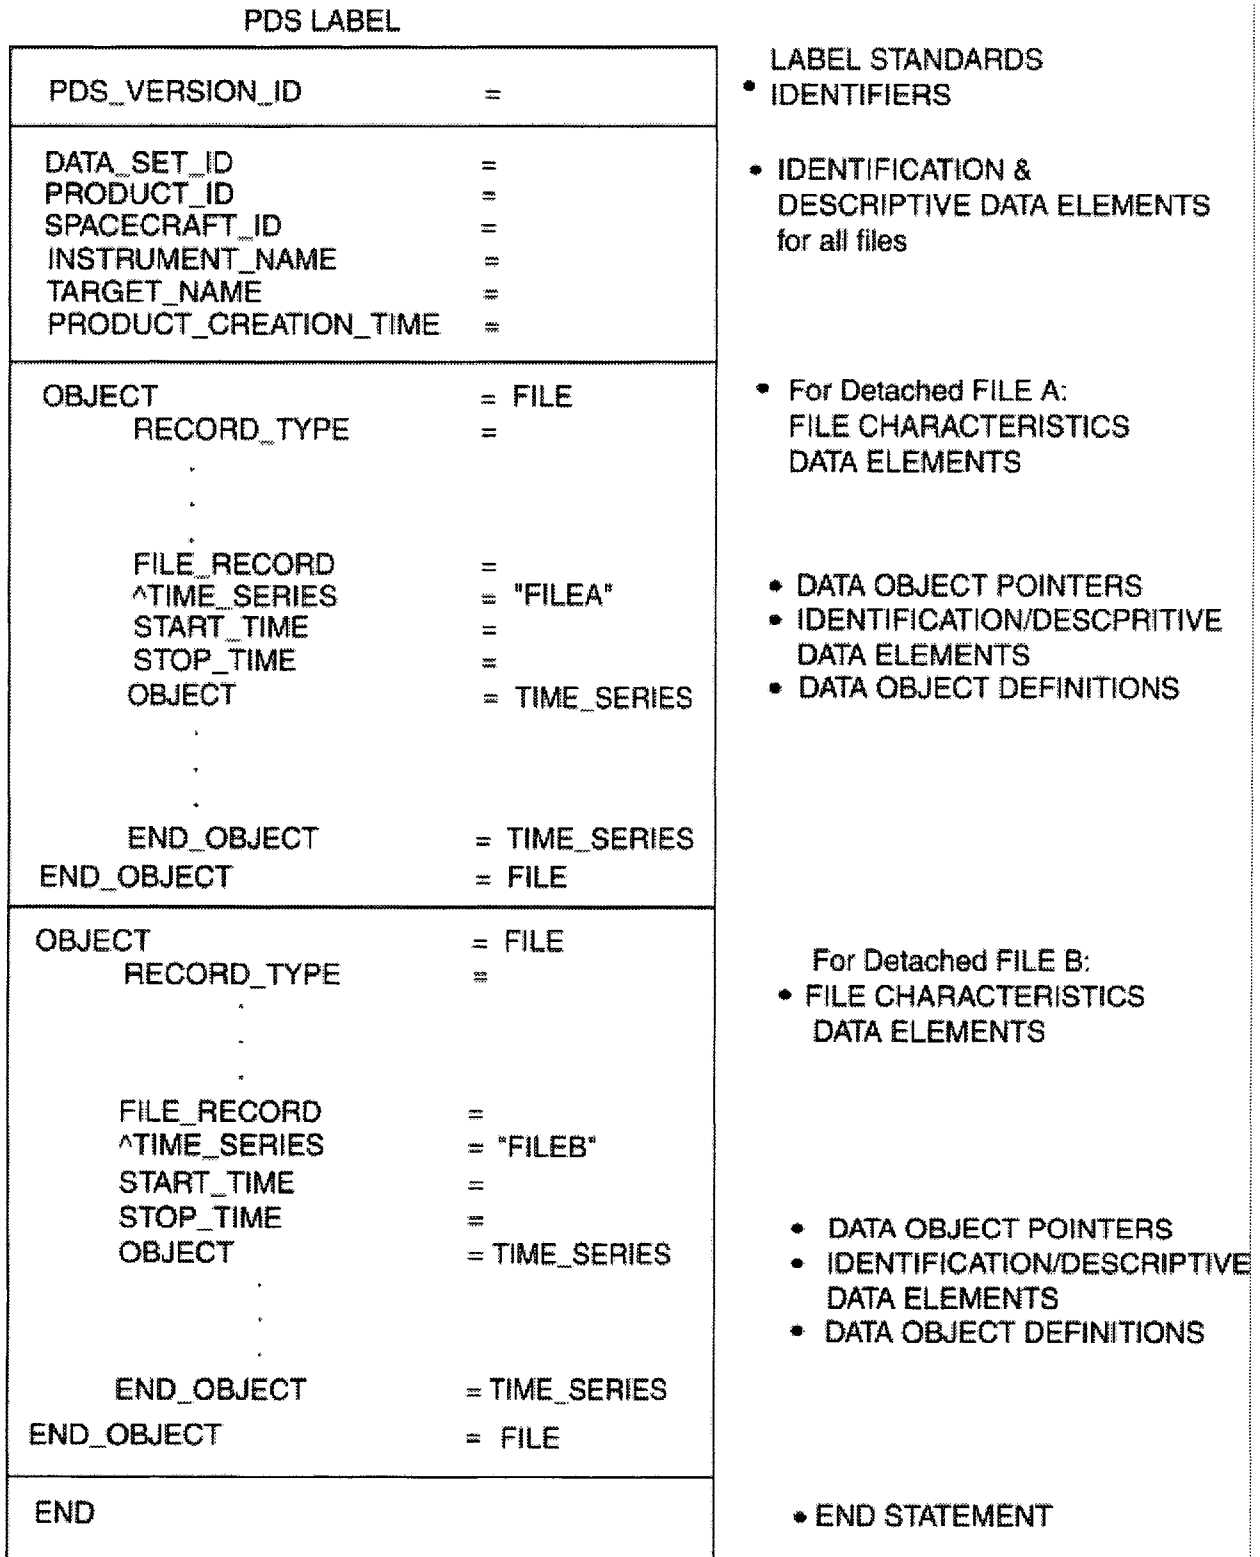 PDS LABEL
PDS_VERSION_ID =
LABEL STANDARDS
• IDENTIFIERS
DATA_SET_ID =
PRODUCT_ID =
SPACECRAFT_ID =
INSTRUMENT_NAME =
TARGET_NAME =
PRODUCT_CREATION_TIME =
• IDENTIFICATION &
DESCRIPTIVE DATA ELEMENTS
for all files
OBJECT = FILE
RECORD_TYPE =
.
.
.
FILE_RECORD =
^TIME_SERIES = "FILEA"
START_TIME =
STOP_TIME =
OBJECT = TIME_SERIES
.
.
.
END_OBJECT = TIME_SERIES
END_OBJECT = FILE
• For Detached FILE A:
FILE CHARACTERISTICS
DATA ELEMENTS
• DATA OBJECT POINTERS
• IDENTIFICATION/DESCPRITIVE
DATA ELEMENTS
• DATA OBJECT DEFINITIONS
OBJECT = FILE
RECORD_TYPE =
.
.
.
FILE_RECORD =
^TIME_SERIES = "FILEB"
START_TIME =
STOP_TIME =
OBJECT = TIME_SERIES
.
.
.
END_OBJECT = TIME_SERIES
END_OBJECT = FILE
For Detached FILE B:
• FILE CHARACTERISTICS
DATA ELEMENTS
• DATA OBJECT POINTERS
• IDENTIFICATION/DESCRIPTIVE
DATA ELEMENTS
• DATA OBJECT DEFINITIONS
END
• END STATEMENT